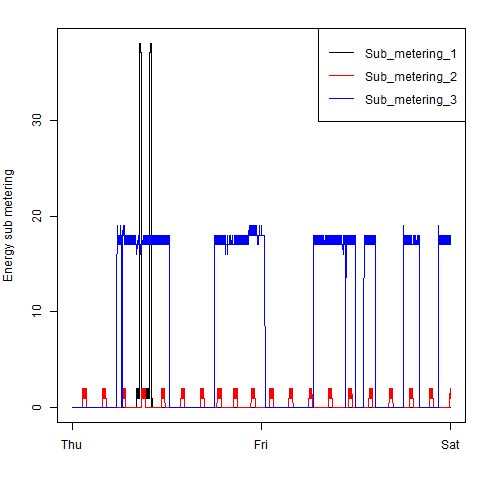 Sub_metering_1
Sub_metering_2
Sub_metering_3
Energy sub metering
30
20
10
0
Thu Fri Sat